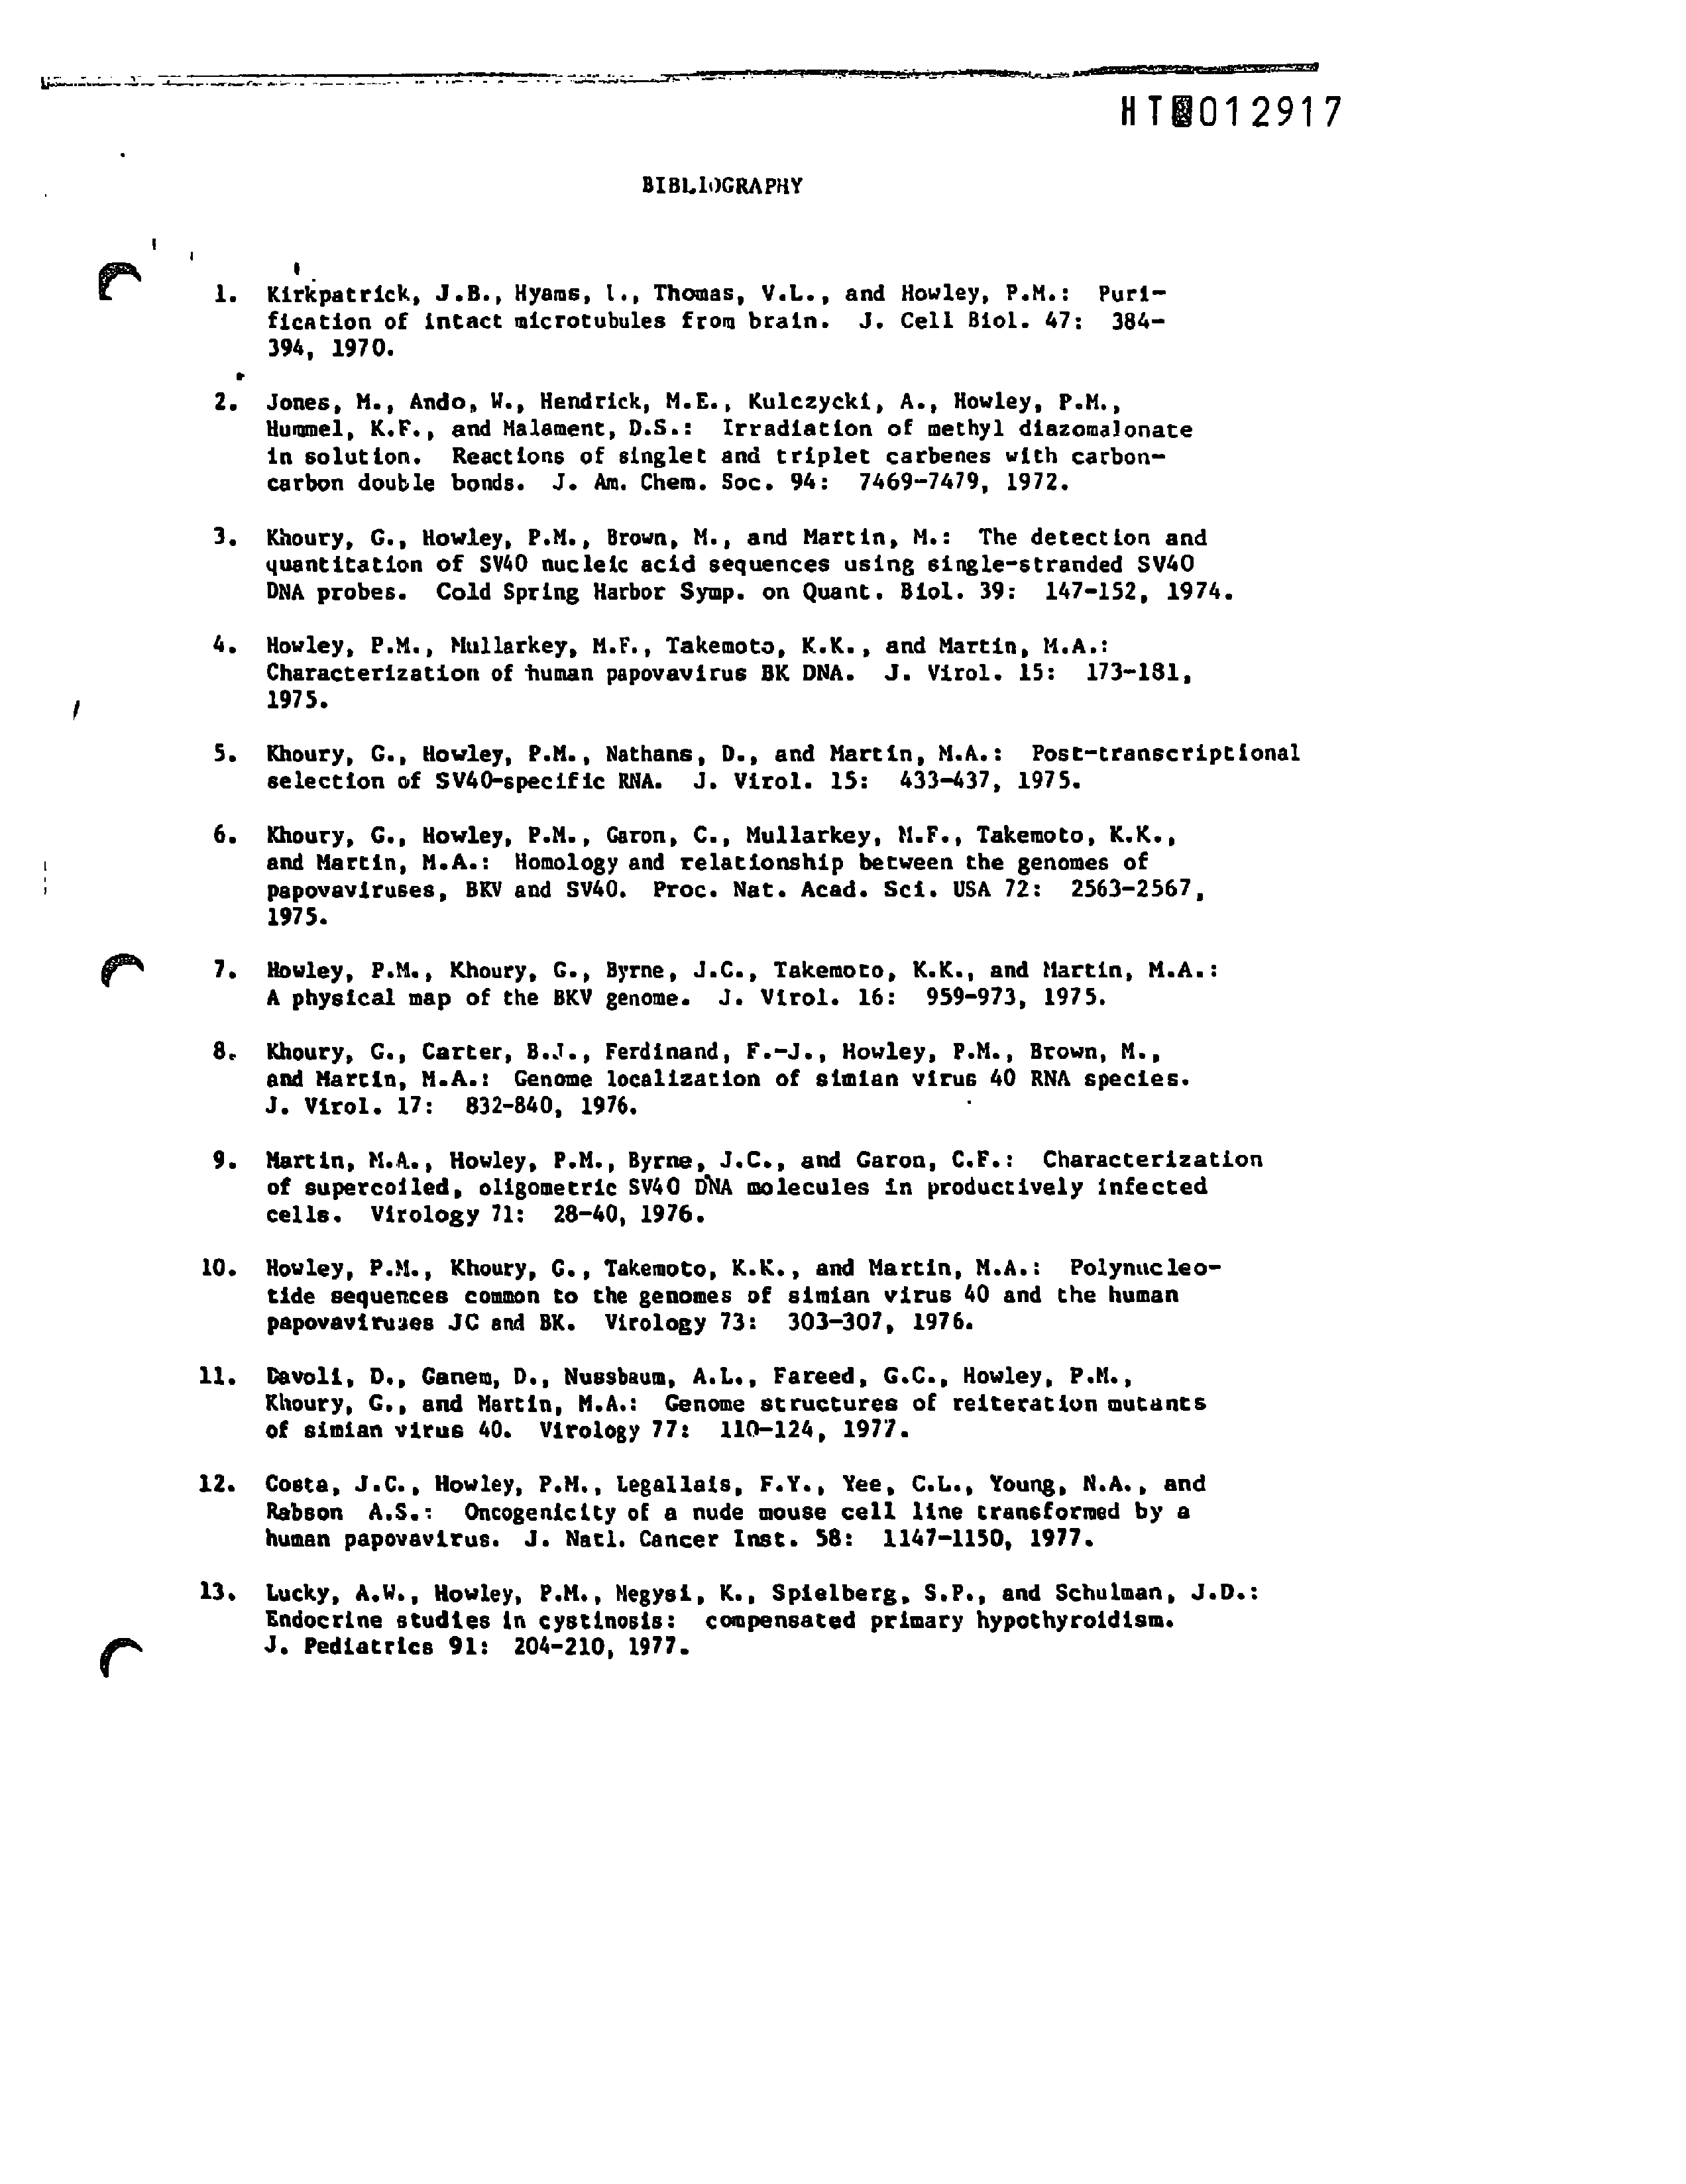 HT 012917
BIBLIOGRAPHY
1. Kirkpatrick, J.B., Hyams, L., Thomas, V.L., and Howley, P.M.: Puri-
fication of intact microtubules from brain. J. Cell Biol. 47: 384-
394, 1970.
2. Jones, M., Ando, W., Hendrick, M.E., Kulczycki, A., Howley, P.M.,
Hummel, K.F., and Malament, D.S.: Irradiation of methyl diazomalonate
in solution. Reactions of singlet and triplet carbenes with carbon-
carbon double bonds. J. Am. Chem. Soc. 94: 7469-7479, 1972.
3. Khoury, G., Howley, P.M., Brown, M., and Martin, M.: The detection and
quantitation of SV40 nucleic acid sequences using single-stranded SV40
DNA probes. Cold Spring Harbor Symp. on Quant. Biol. 39: 147-152, 1974.
4. Howley, P.M., Mullarkey, M.F., Takemoto, K.K., and Martin, M.A.:
Characterization of human papovavirus BK DNA. J. Virol. 15: 173-181,
1975.
5. Khoury, G., Howley, P.M., Nathans, D., and Martin, M.A.: Post-transcriptional
selection of SV40-specific RNA. J. Virol. 15: 433-437, 1975.
6. Khoury, G., Howley, P.M., Garon, C., Mullarkey, M.F., Takemoto, K.K.,
and Martin, M.A.: Homology and relationship between the genomes of
papovaviruses, BKV and SV40. Proc. Nat. Acad. Sci. USA 72: 2563-2567,
1975.
7. Howley, P.M., Khoury, G., Byrne, J.C., Takemoto, K.K., and Martin, M.A.:
A physical map of the BKV genome. J. Virol. 16: 959-973, 1975.
8. Khoury, G., Carter, B.J., Ferdinand, F.-J., Howley, P.M., Brown, M.,
and Martin, M.A.: Genome localization of simian virus 40 RNA species.
J. Virol. 17: 832-840, 1976.
9. Martin, M.A., Howley, P.M., Byrne, J.C., and Garon, C.F.: Characterization
of supercoiled, oligometric SV40 DNA molecules in productively infected
cells. Virology 71: 28-40, 1976.
10. Howley, P.M., Khoury, G., Takemoto, K.K., and Martin, M.A.: Polynucleo-
tide sequences common to the genomes of simian virus 40 and the human
papovaviruses JC and BK. Virology 73: 303-307, 1976.
11. Davoli, D., Ganem, D., Nussbaum, A.L., Fareed, G.C., Howley, P.M.,
Khoury, G., and Martin, M.A.: Genome structures of reiteration mutants
of simian virus 40. Virology 77: 110-124, 1977.
12. Costa, J.C., Howley, P.M., Legallais, F.Y., Yee, C.L., Young, N.A., and
Rabson A.S.: Oncogenicity of a nude mouse cell line transformed by a
human papovavirus. J. Natl. Cancer Inst. 58: 1147-1150, 1977.
13. Lucky, A.W., Howley, P.M., Megysi, K., Spielberg, S.P., and Schulman, J.D.:
Endocrine studies in cystinosis: compensated primary hypothyroidism.
J. Pediatrics 91: 204-210, 1977.